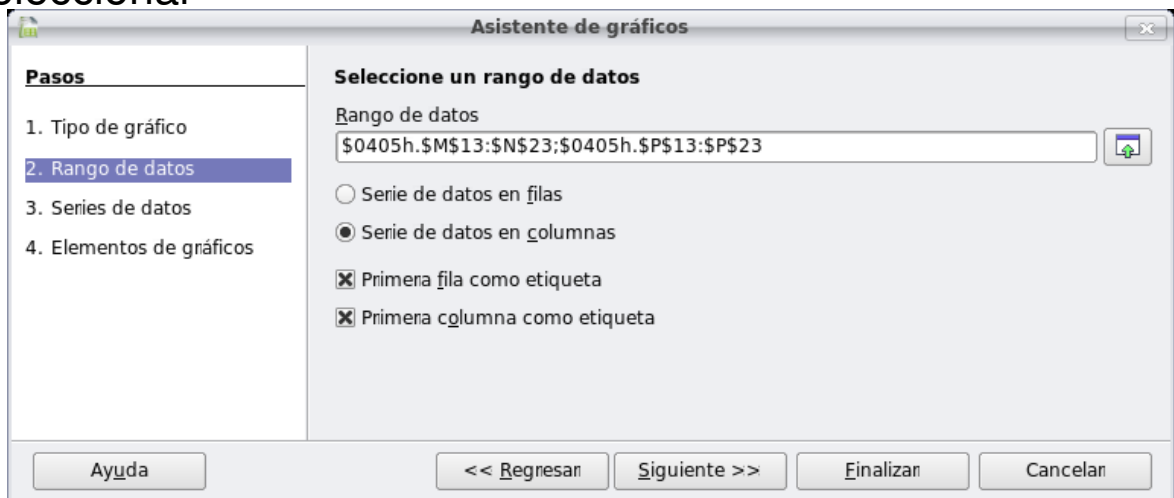 Asistente de gráficos
Pasos
1. Tipo de gráfico
2. Rango de datos
3. Series de datos
4. Elementos de gráficos
Seleccione un rango de datos
Rango de datos
$0405h.$M$13:$N$23;$0405h.$P$13:$P$23
Serie de datos en filas
Serie de datos en columnas
Primera fila como etiqueta
Primera columna como etiqueta
Ayuda
<< Regresar
Siguiente >>
Finalizar
Cancelar